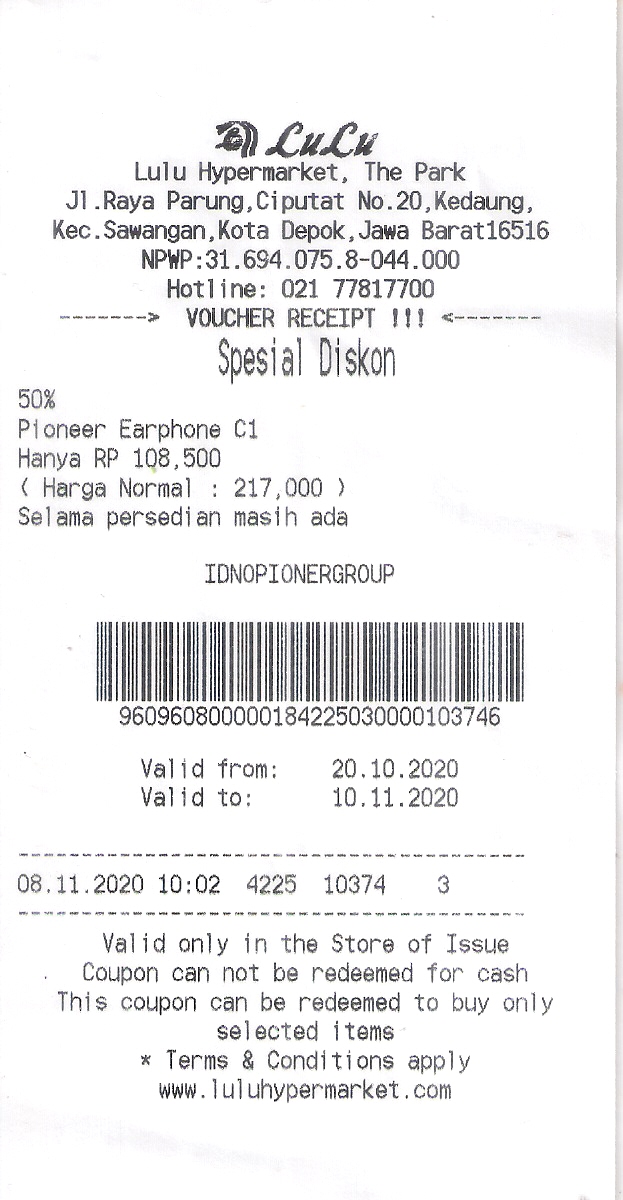 LuLu
Lulu Hypermarket, The Park
Jl.Raya Parung,Ciputat No.20,Kedaung,
Kec.Sawangan,Kota Depok,Jawa Barat16516
NPWP:31.694.075.8-044.000
Hotline: 021 77817700
-------> VOUCHER RECEIPT !!! <-------
Spesial Diskon
50%
Pioneer Earphone C1
Hanya RP 108,500
( Harga Normal : 217,000 )
Selama persedian masih ada
IDNOPIONERGROUP
960960800000184225030000103746
Valid from: 20.10.2020
Valid to: 10.11.2020
08.11.2020 10:02 4225 10374 3
Valid only in the Store of Issue
Coupon can not be redeemed for cash
This coupon can be redeemed to buy only
selected items
* Terms & Conditions apply
www.luluhypermarket.com